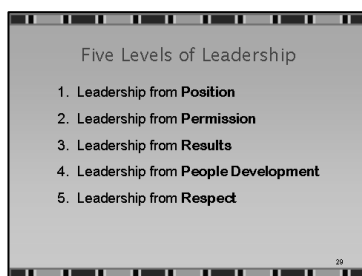 Five Levels of Leadership
1. Leadership from Position
2. Leadership from Permission
3. Leadership from Results
4. Leadership from People Development
5. Leadership from Respect
29